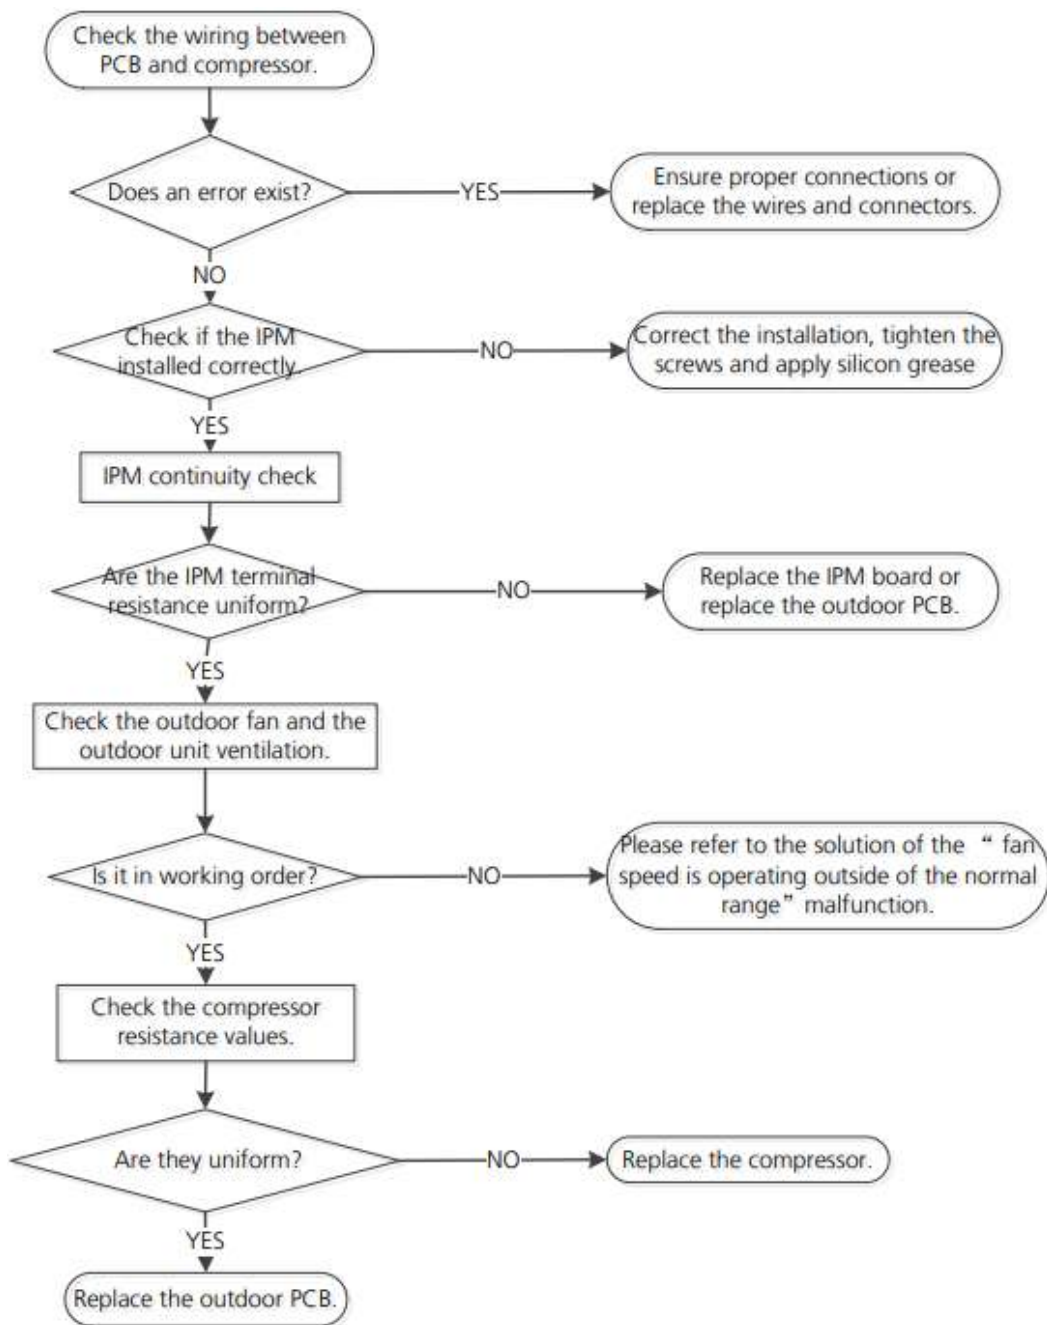 Check the wiring between
PCB and compressor.
Does an error exist?
YES
Ensure proper connections or
replace the wires and connectors.
NO
Check if the IPM
installed correctly
NO
Correct the installation, tighten the
screws and apply silicon grease
YES
IPM continuity check
Are the IPM terminal
resistance uniform?
NO
Replace the IPM board or
replace the outdoor PCB.
YES
Check the outdoor fan and the
outdoor unit ventilation.
Is it in working order?
NO
Please refer to the solution of the “ fan
speed is operating outside of the normal
range” malfunction.
YES
Check the compressor
resistance values.
Are they uniform?
NO
Replace the compressor.
YES
Replace the outdoor PCB.